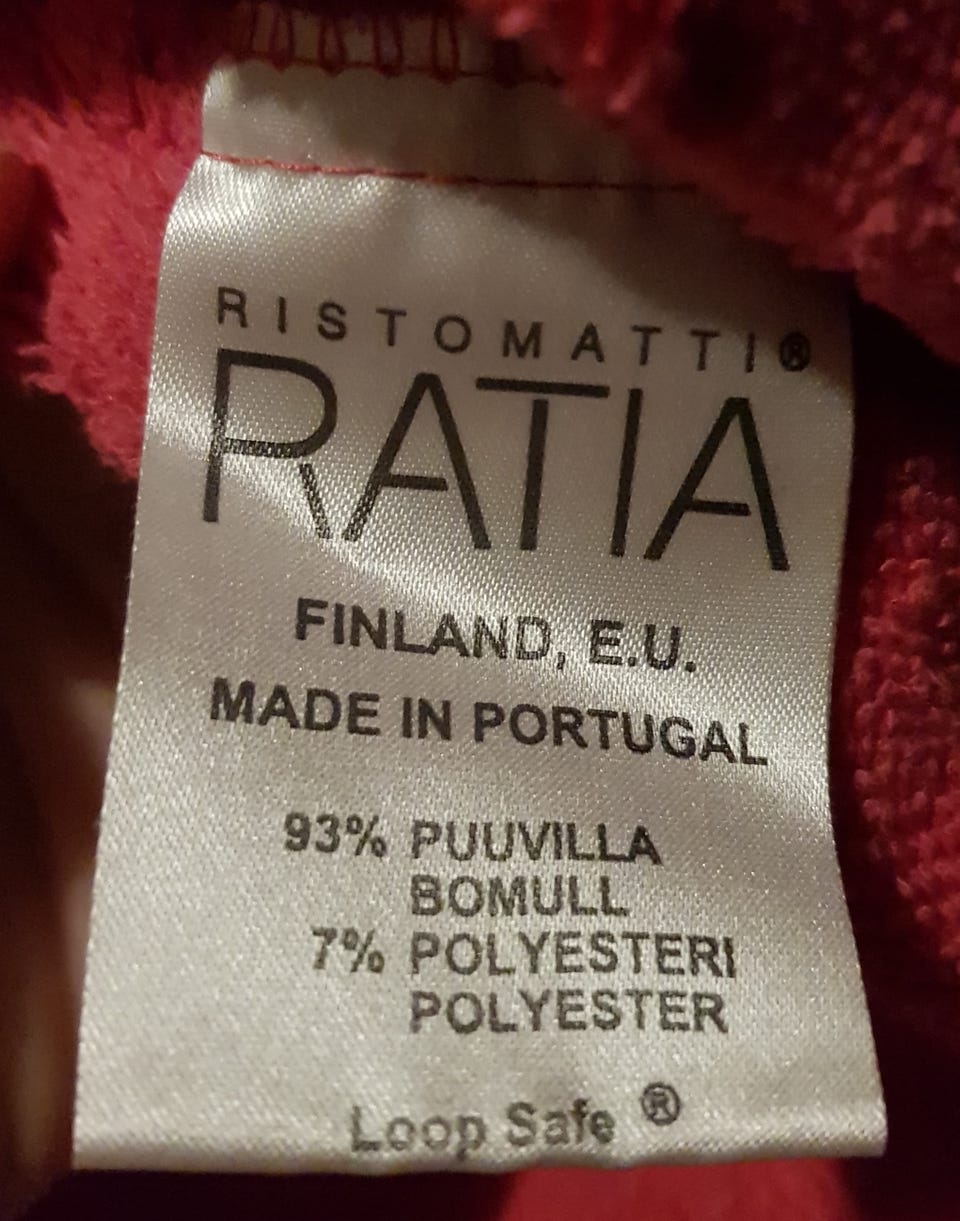 RISTOMATTI®
RATIA
FINLAND, E.U.
MADE IN PORTUGAL
93% PUUVILLA
BOMULL
7% POLYESTERI
POLYESTER
Loop Safe ®